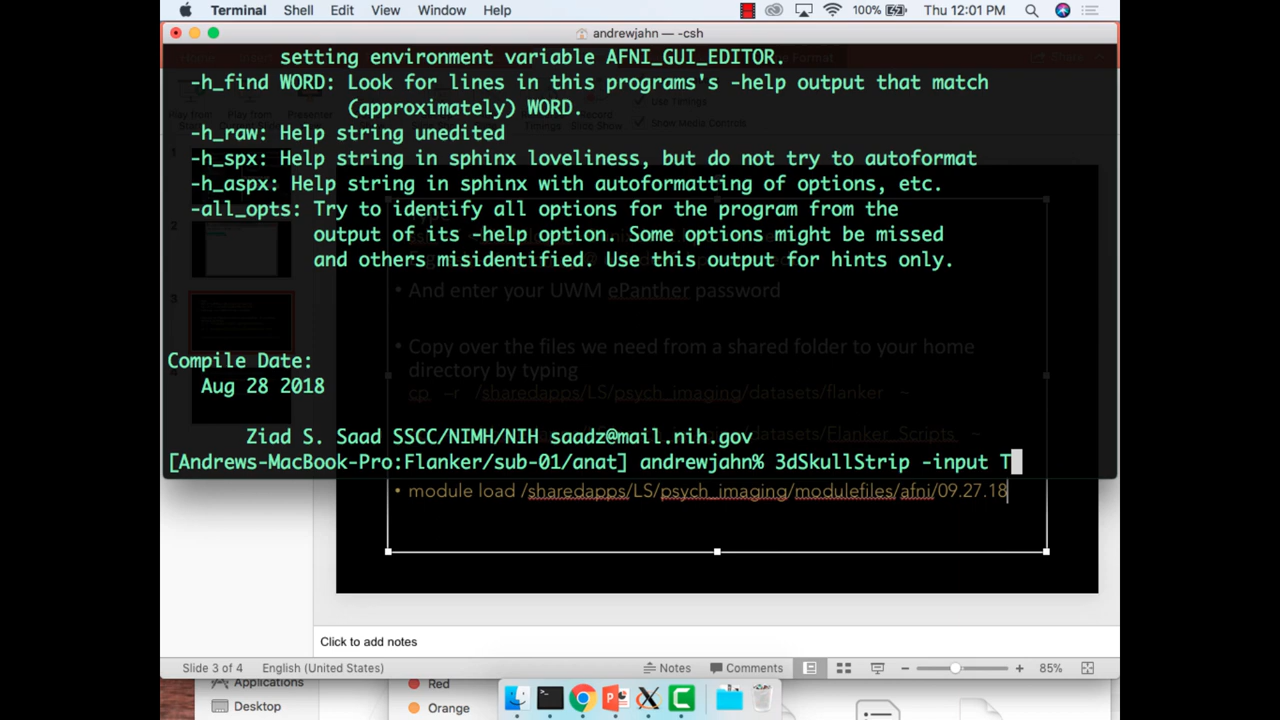 Terminal Shell Edit View Window Help 100% Thu 12:01 PM
andrewjahn — -csh
setting environment variable AFNI_GUI_EDITOR.
-h_find WORD: Look for lines in this programs's -help output that match
(approximately) WORD.
-h_raw: Help string unedited
-h_spx: Help string in sphinx loveliness, but do not try to autoformat
-h_aspx: Help string in sphinx with autoformatting of options, etc.
-all_opts: Try to identify all options for the program from the
output of its -help option. Some options might be missed
and others misidentified. Use this output for hints only.
• And enter your UWM ePanther password
• Copy over the files we need from a shared folder to your home
directory by typing
Compile Date:
Aug 28 2018
cp –r /sharedapps/LS/psych_imaging/datasets/flanker ~
/datasets/Flanker_Scripts ~
Ziad S. Saad SSCC/NIMH/NIH saadz@mail.nih.gov
[Andrews-MacBook-Pro:Flanker/sub-01/anat] andrewjahn% 3dSkullStrip -input T
• module load /sharedapps/LS/psych_imaging/modulefiles/afni/09.27.18
Click to add notes
Slide 3 of 4 English (United States) Notes Comments 85%
Applications Red
Desktop Orange